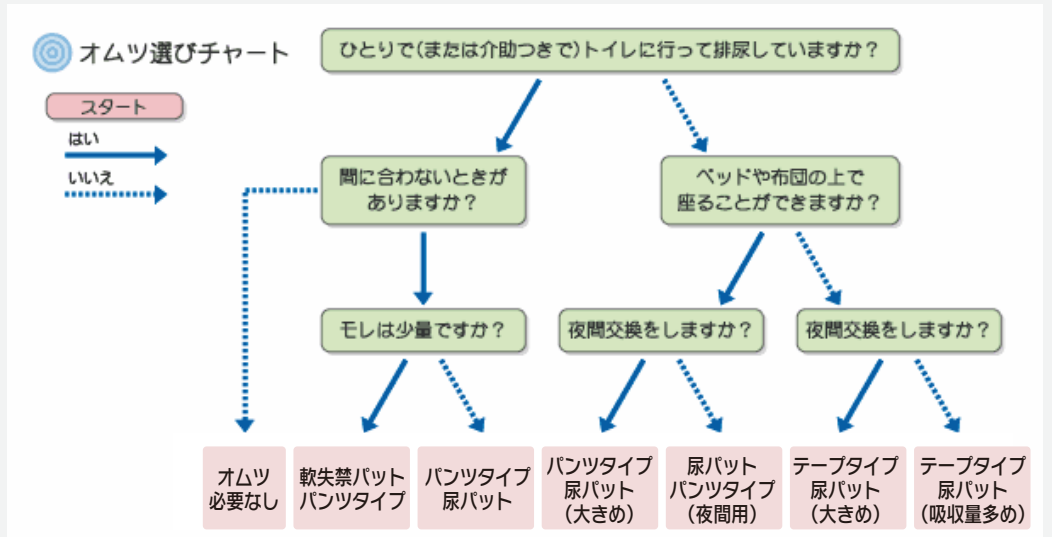 オムツ選びチャート
スタート
はい
いいえ
ひとりで(または介助つきで)トイレに行って排尿していますか？
間に合わないときが
ありますか？
ベッドや布団の上で
座ることができますか？
モレは少量ですか？
夜間交換をしますか？
夜間交換をしますか？
オムツ
必要なし
軟失禁パット
パンツタイプ
パンツタイプ
尿パット
パンツタイプ
尿パット
（大きめ）
尿パット
パンツタイプ
（夜間用）
テープタイプ
尿パット
（大きめ）
テープタイプ
尿パット
（吸収量多め）